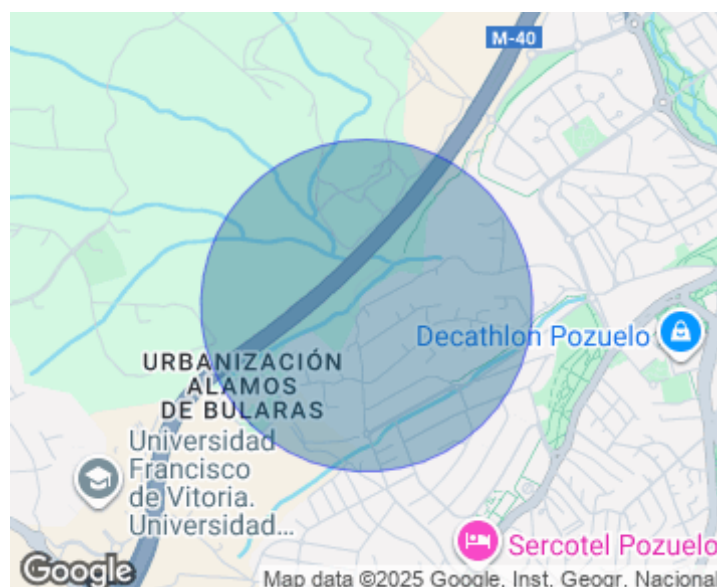 M-40
Decathlon Pozuelo
URBANIZACIÓN
ALAMOS
DE BULARAS
Universidad
Francisco
de Vitoria.
Universidad...
Sercotel Pozuelo
Google
Map data ©2025 Google, Inst. Geogr. Nacional